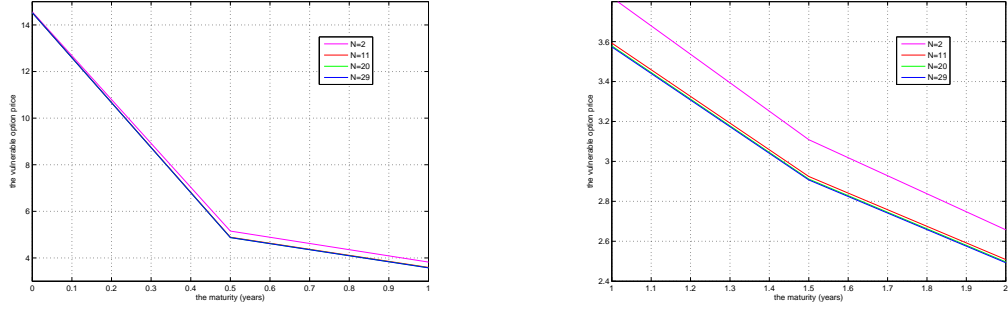 14
12
10
8
6
4
the vulnerable option price
N=2
N=11
N=20
N=29
0
0.1
0.2
0.3
0.4
0.5
0.6
0.7
0.8
0.9
1
the maturity (years)
3.6
3.4
3.2
3
2.8
2.6
2.4
the vulnerable option price
N=2
N=11
N=20
N=29
1
1.1
1.2
1.3
1.4
1.5
1.6
1.7
1.8
1.9
2
the maturity (years)